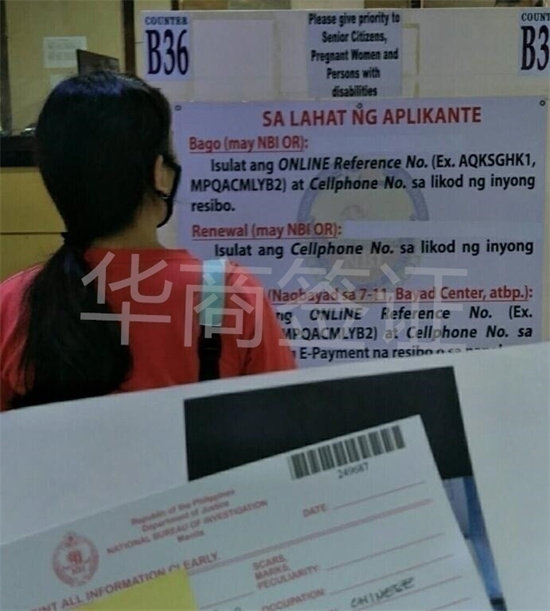 COUNTER
B36
Please give priority to
Senior Citizens,
Pregnant Women and
Persons with
disabilities
COUNT
B3
SA LAHAT NG APLIKANTE
Bago (may NBI OR):
Isulat ang ONLINE Reference No. (Ex. AQKSGHK1,
MPQACMLYB2) at Cellphone No. sa likod ng inyong
resibo.
Renewal (may NBI OR):
Isulat ang Cellphone No. sa likod ng inyong
(Nagbayad sa 7-11, Bayad Center, atbp.):
ng ONLINE Reference No. (Ex.
MPQACMLYB2) at Cellphone No. sa
E-Payment na resibo o sa
华商签证
249687
Republic of the Philippines
Department of Justice
NATIONAL BUREAU OF INVESTIGATION
Manila
DATE:
NT ALL INFORMATION CLEARLY
SCARS,
MARKS,
PECULIARITY:
OCCUPATION:
CHINESE